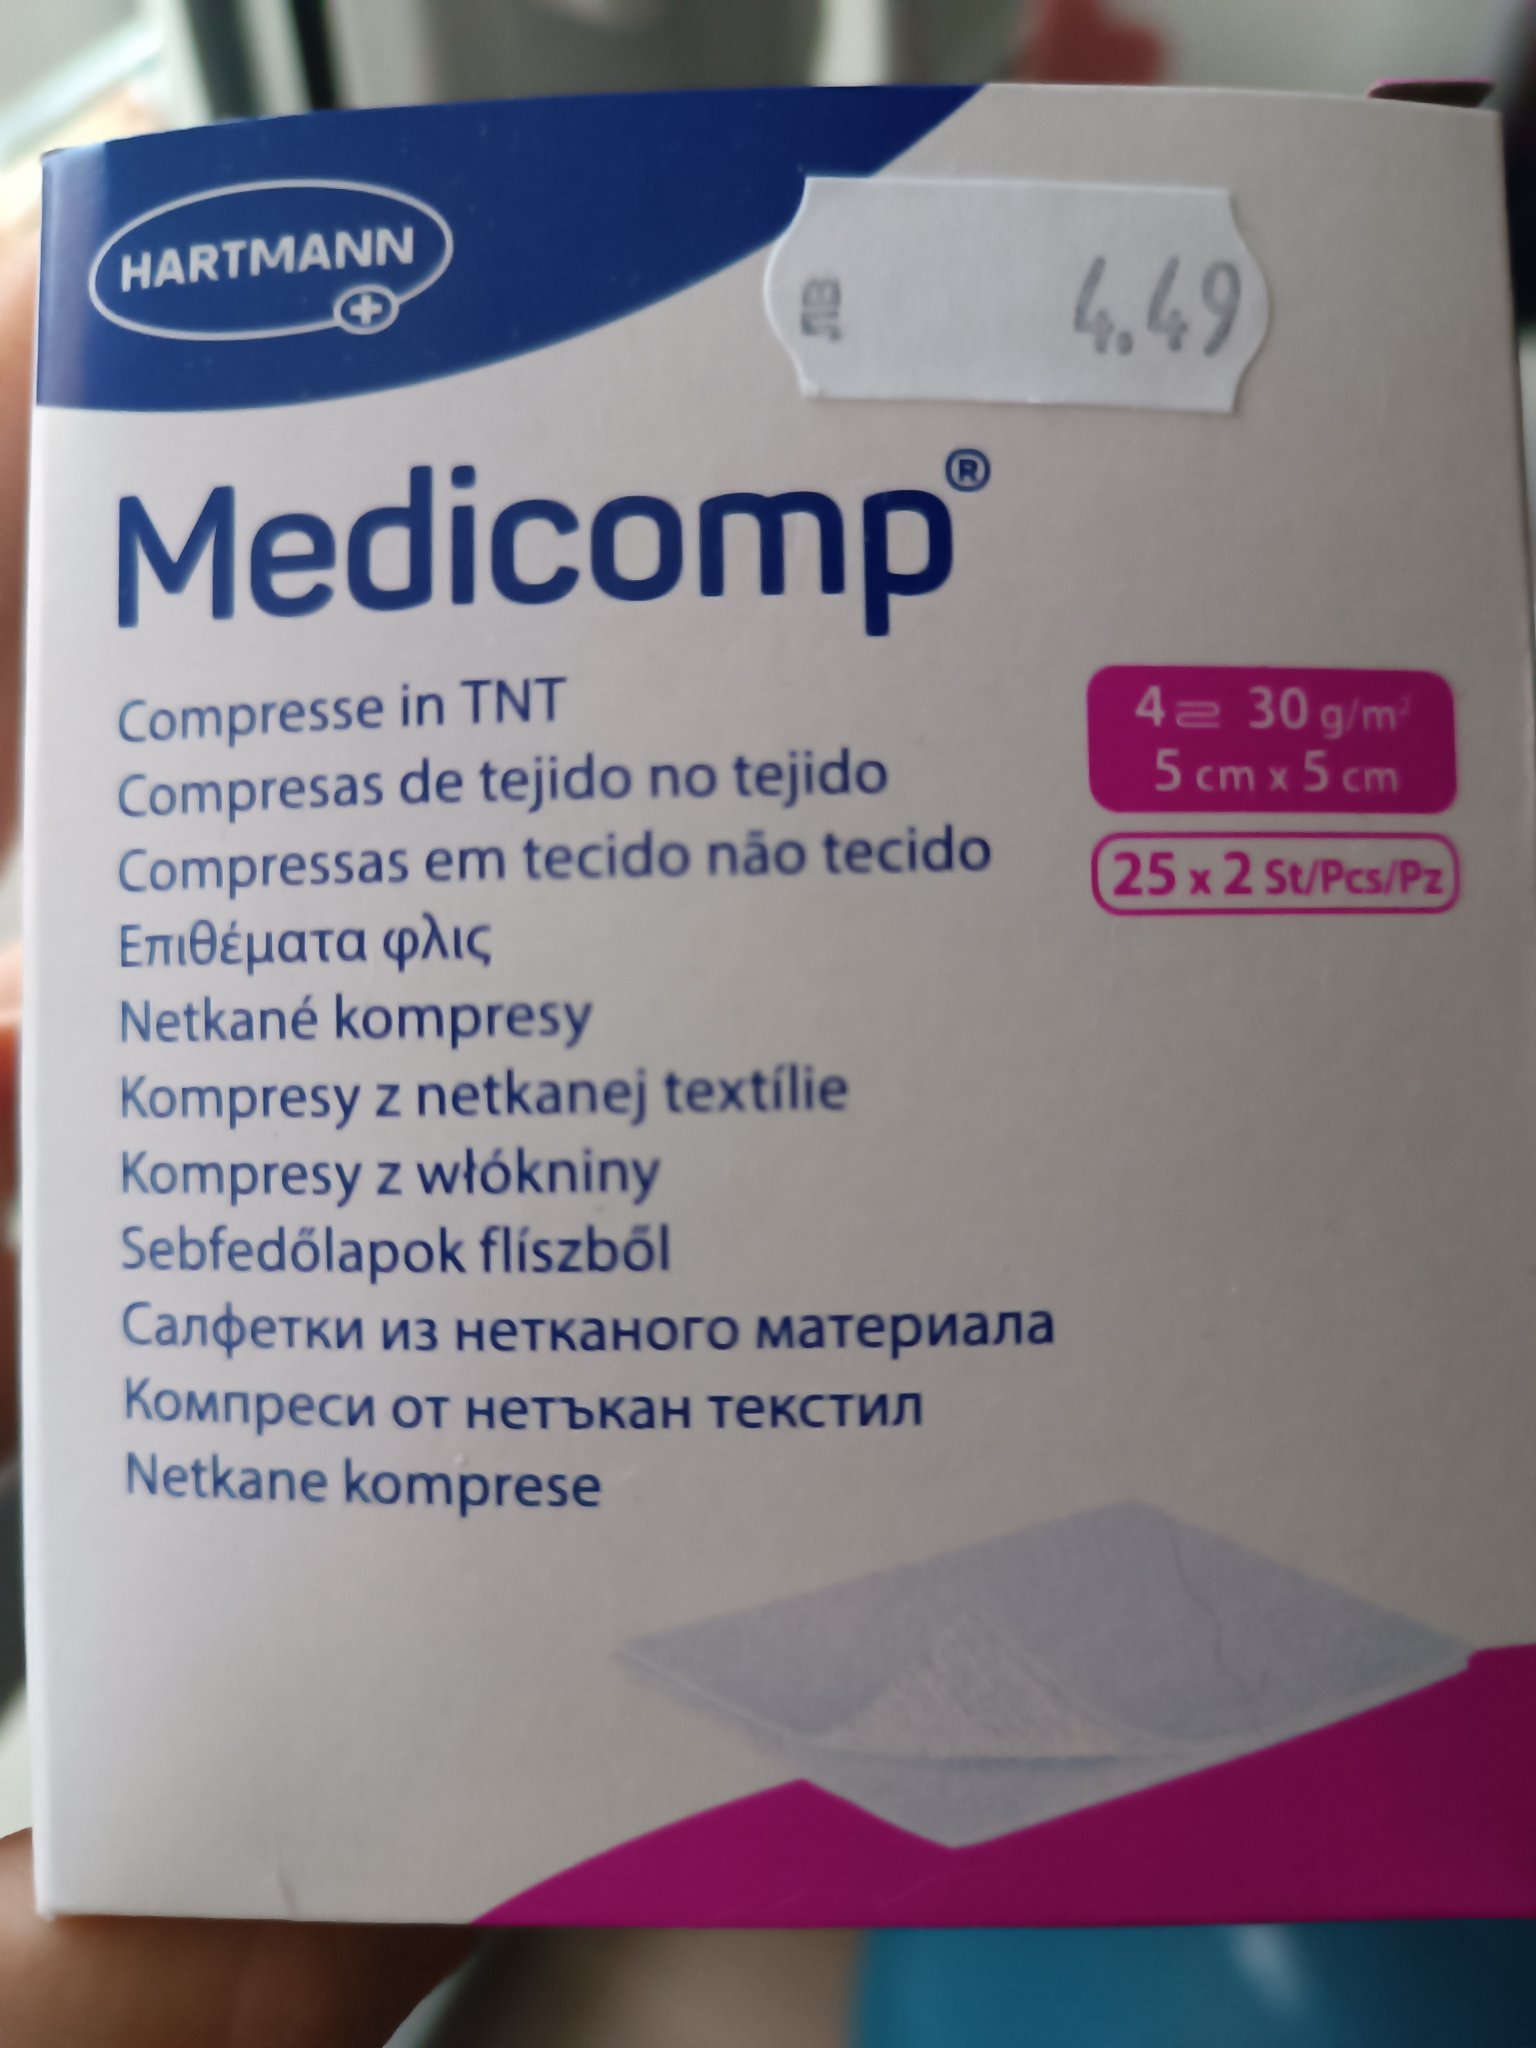 HARTMANN
лв 4.49
Medicomp®
Compresse in TNT
Compresas de tejido no tejido
Compressas em tecido não tecido
Επιθέματα φλις
Netkané kompresy
Kompresy z netkanej textílie
Kompresy z włókniny
Sebfedőlapok flíszből
Салфетки из нетканого материала
Компреси от нетъкан текстил
Netkane komprese
4 30 g/m²
5 cm x 5 cm
25 x 2 St/Pcs/Pz